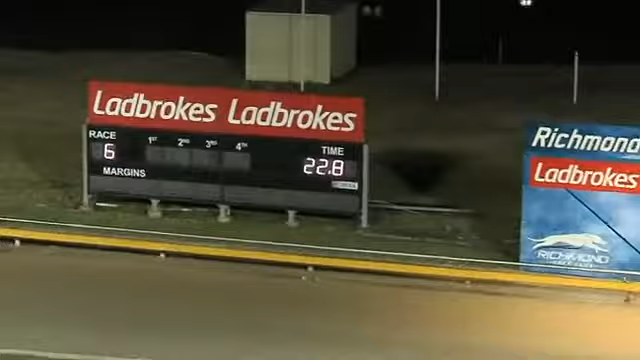 Ladbrokes Ladbrokes
RACE 1ST 2ND 3RD 4TH TIME
6 22.8
MARGINS
Richmond
Ladbrokes
RICHMOND